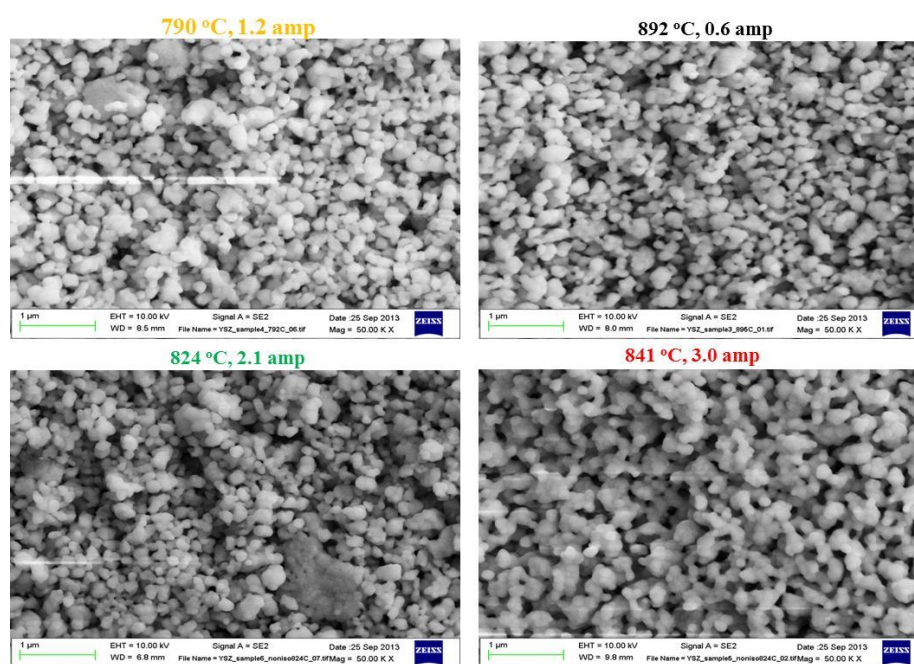 790 °C, 1.2 amp
892 °C, 0.6 amp
1 µm
EHT = 10.00 kV
Signal A = SE2
Date :25 Sep 2013
WD = 8.5 mm
File Name = YSZ_sample4_792C_06.tif
Mag = 50.00 K X
ZEISS
1 µm
EHT = 10.00 kV
Signal A = SE2
Date :25 Sep 2013
WD = 8.0 mm
File Name = YSZ_sample3_895C_01.tif
Mag = 50.00 K X
ZEISS
824 °C, 2.1 amp
841 °C, 3.0 amp
1 µm
EHT = 10.00 kV
Signal A = SE2
Date :25 Sep 2013
WD = 6.8 mm
File Name = YSZ_sample6_noniso824C_07.tif
Mag = 50.00 K X
ZEISS
1 µm
EHT = 10.00 kV
Signal A = SE2
Date :25 Sep 2013
WD = 9.8 mm
File Name = YSZ_sample5_noniso824C_02.tif
Mag = 50.00 K X
ZEISS